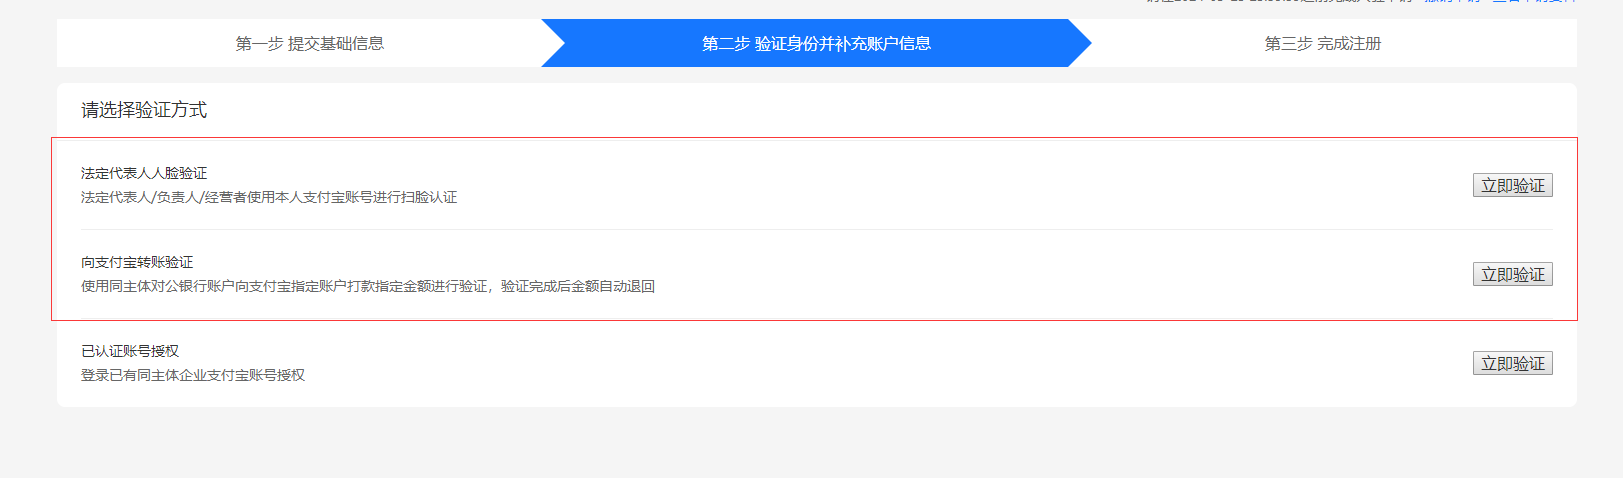 第一步 提交基础信息
第二步 验证身份并补充账户信息
第三步 完成注册
请选择验证方式
法定代表人人脸验证
法定代表人/负责人/经营者使用本人支付宝账号进行扫脸认证
立即验证
向支付宝转账验证
使用同主体对公银行账户向支付宝指定账户打款指定金额进行验证，验证完成后金额自动退回
立即验证
已认证账号授权
登录已有同主体企业支付宝账号授权
立即验证